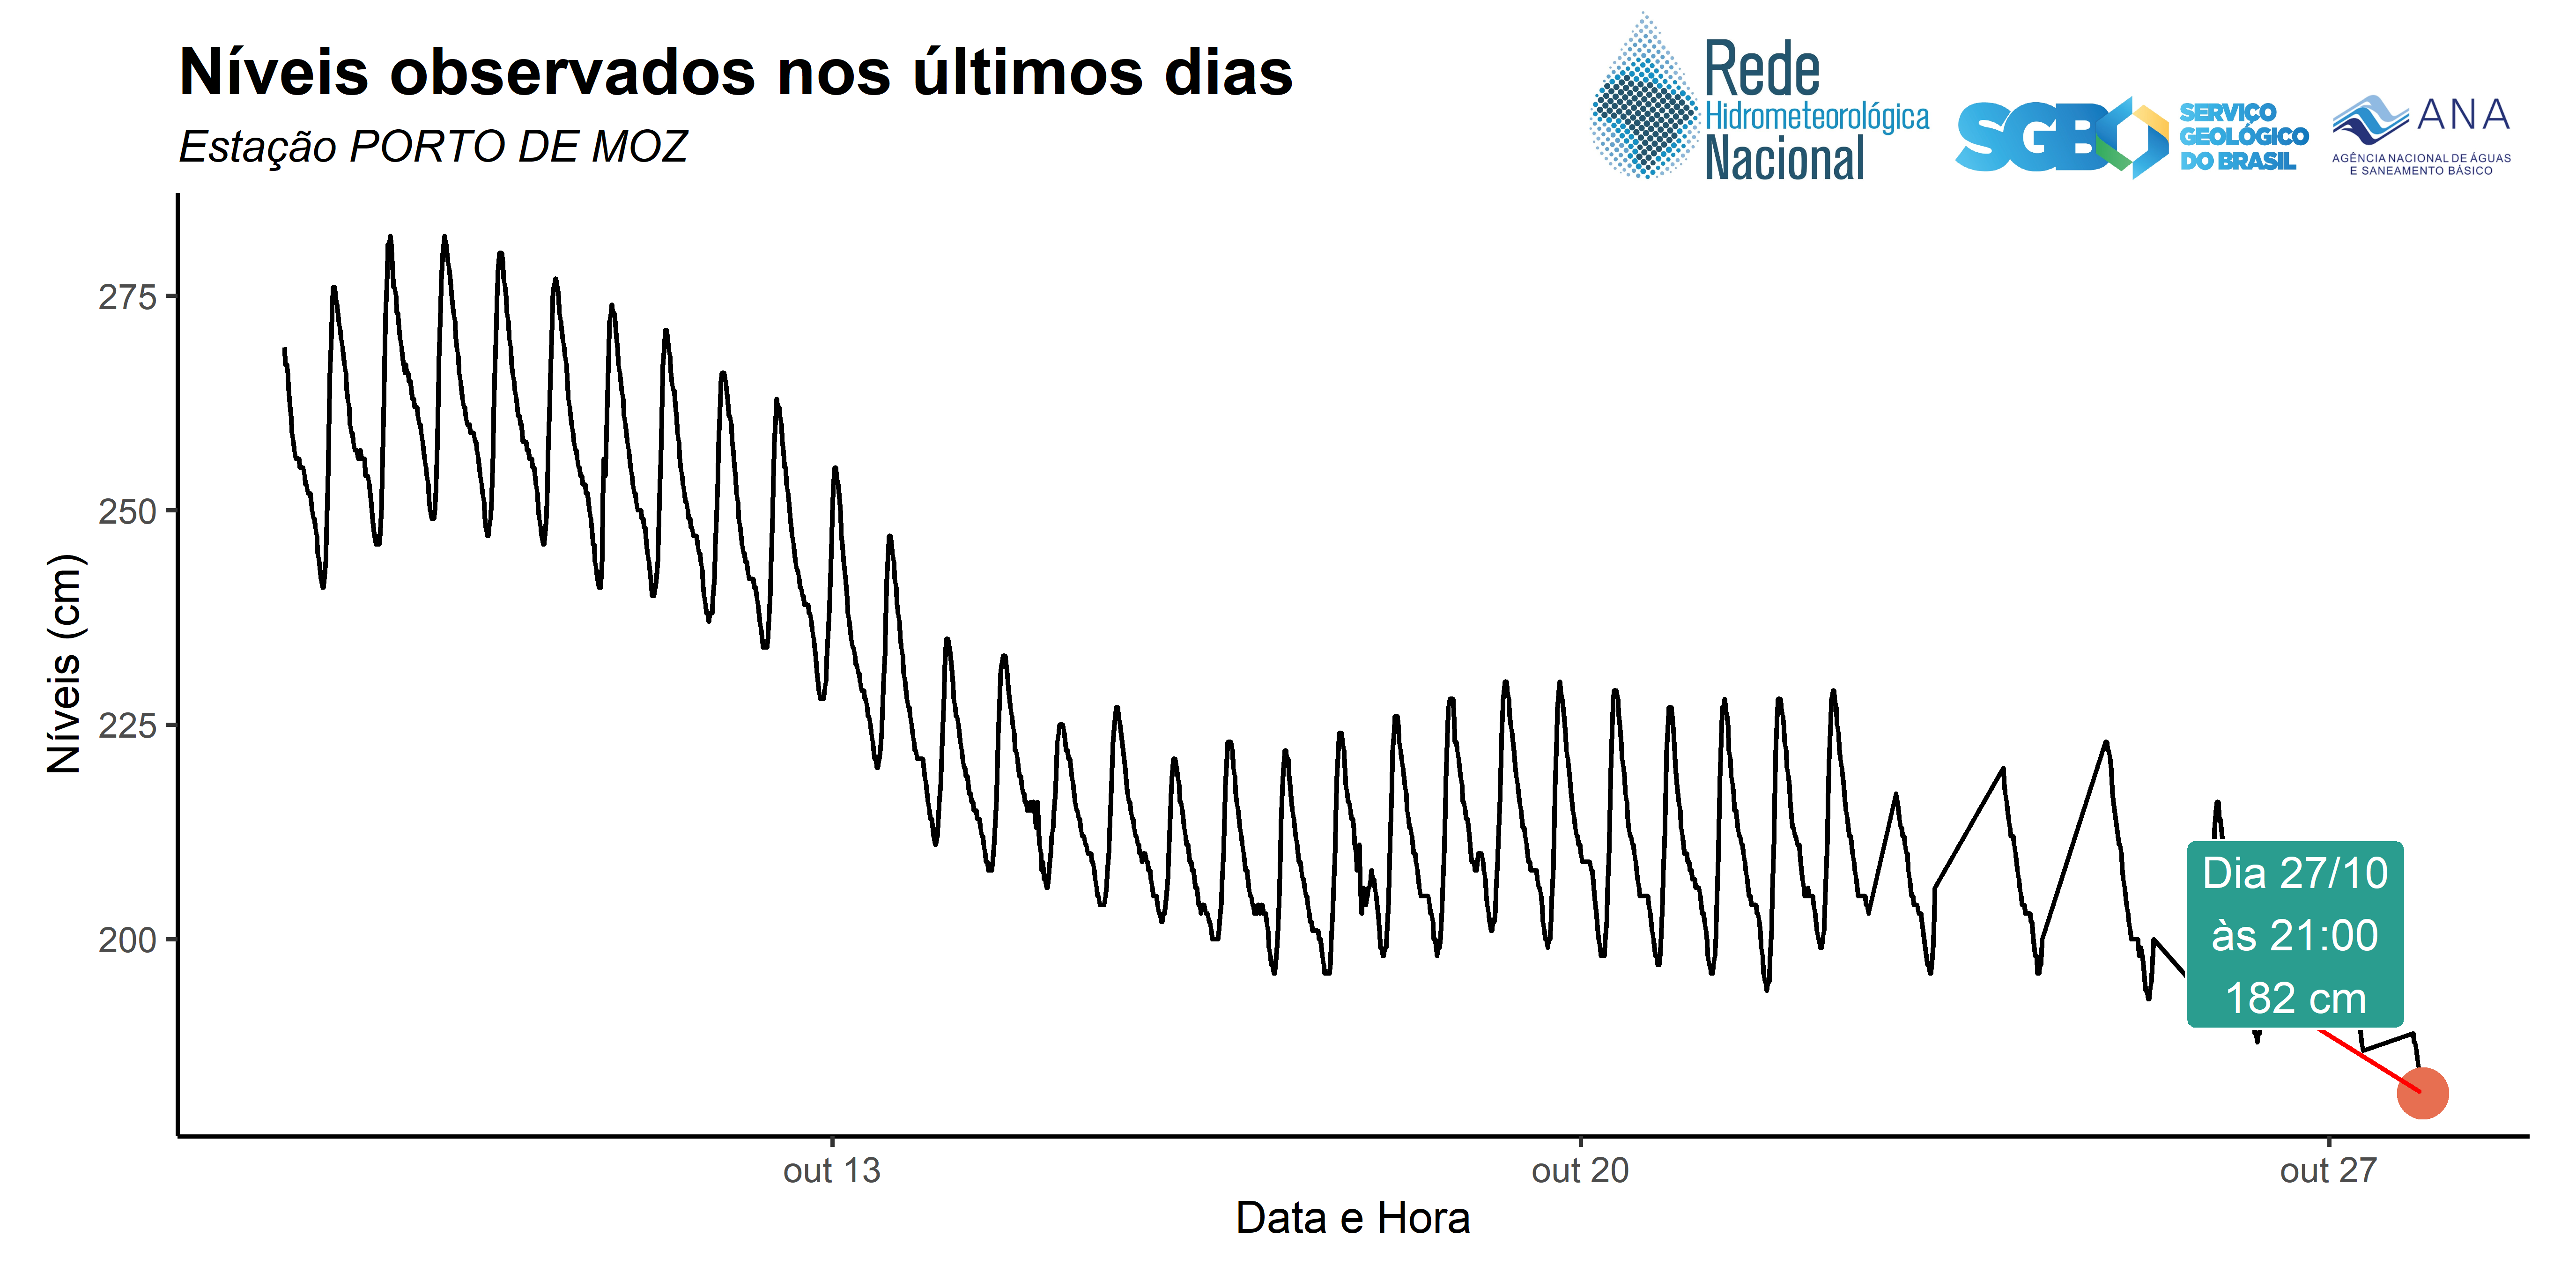 Níveis observados nos últimos dias
Estação PORTO DE MOZ
Rede
Hidrometeorológica
Nacional
SGB
SERVIÇO
GEOLÓGICO
DO BRASIL
ANA
AGÊNCIA NACIONAL DE ÁGUAS
E SANEAMENTO BÁSICO
Níveis (cm)
275
250
225
200
Dia 27/10
às 21:00
182 cm
out 13
out 20
out 27
Data e Hora